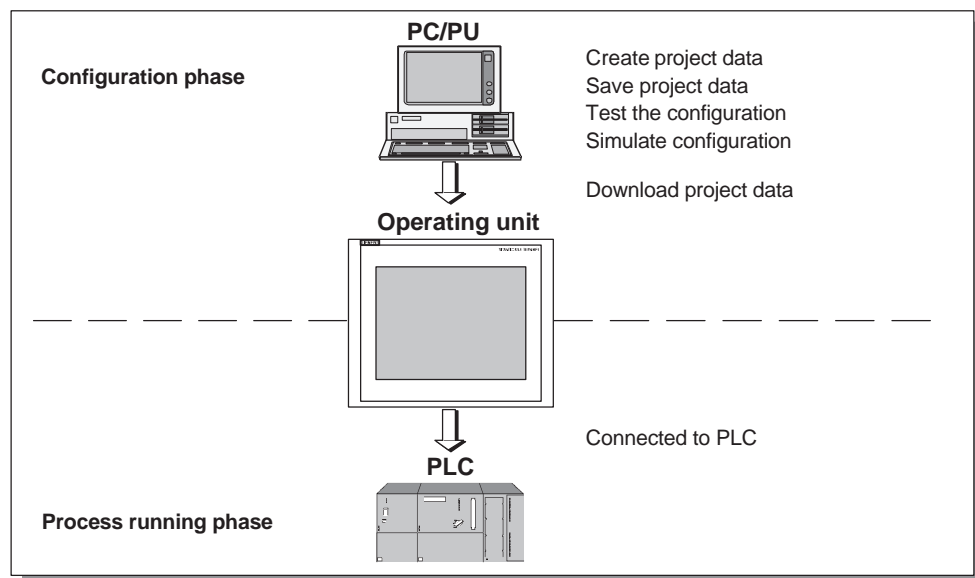 PC/PU
Configuration phase
Create project data
Save project data
Test the configuration
Simulate configuration
Download project data
Operating unit
Connected to PLC
PLC
Process running phase